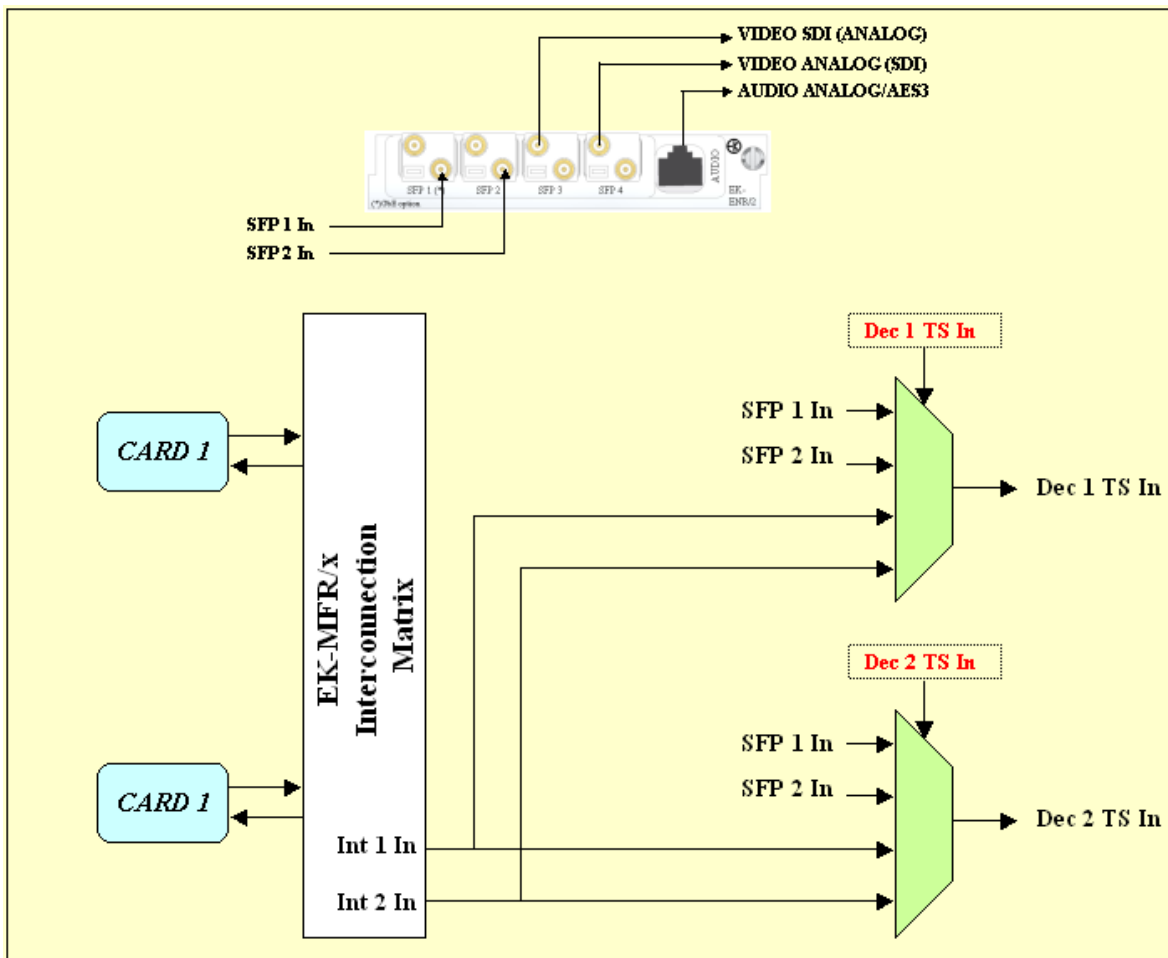 VIDEO SDI (ANALOG)
VIDEO ANALOG (SDI)
AUDIO ANALOG/AES3
SFP 1 (*)
SFP 2
SFP 3
SFP 4
AUDIO
EK-
ENR/2
SFP 1 In
SFP 2 In
Dec 1 TS In
SFP 1 In
SFP 2 In
Dec 1 TS In
CARD 1
EK-MFR/x
Interconnection
Matrix
Dec 2 TS In
SFP 1 In
SFP 2 In
Dec 2 TS In
CARD 1
Int 1 In
Int 2 In